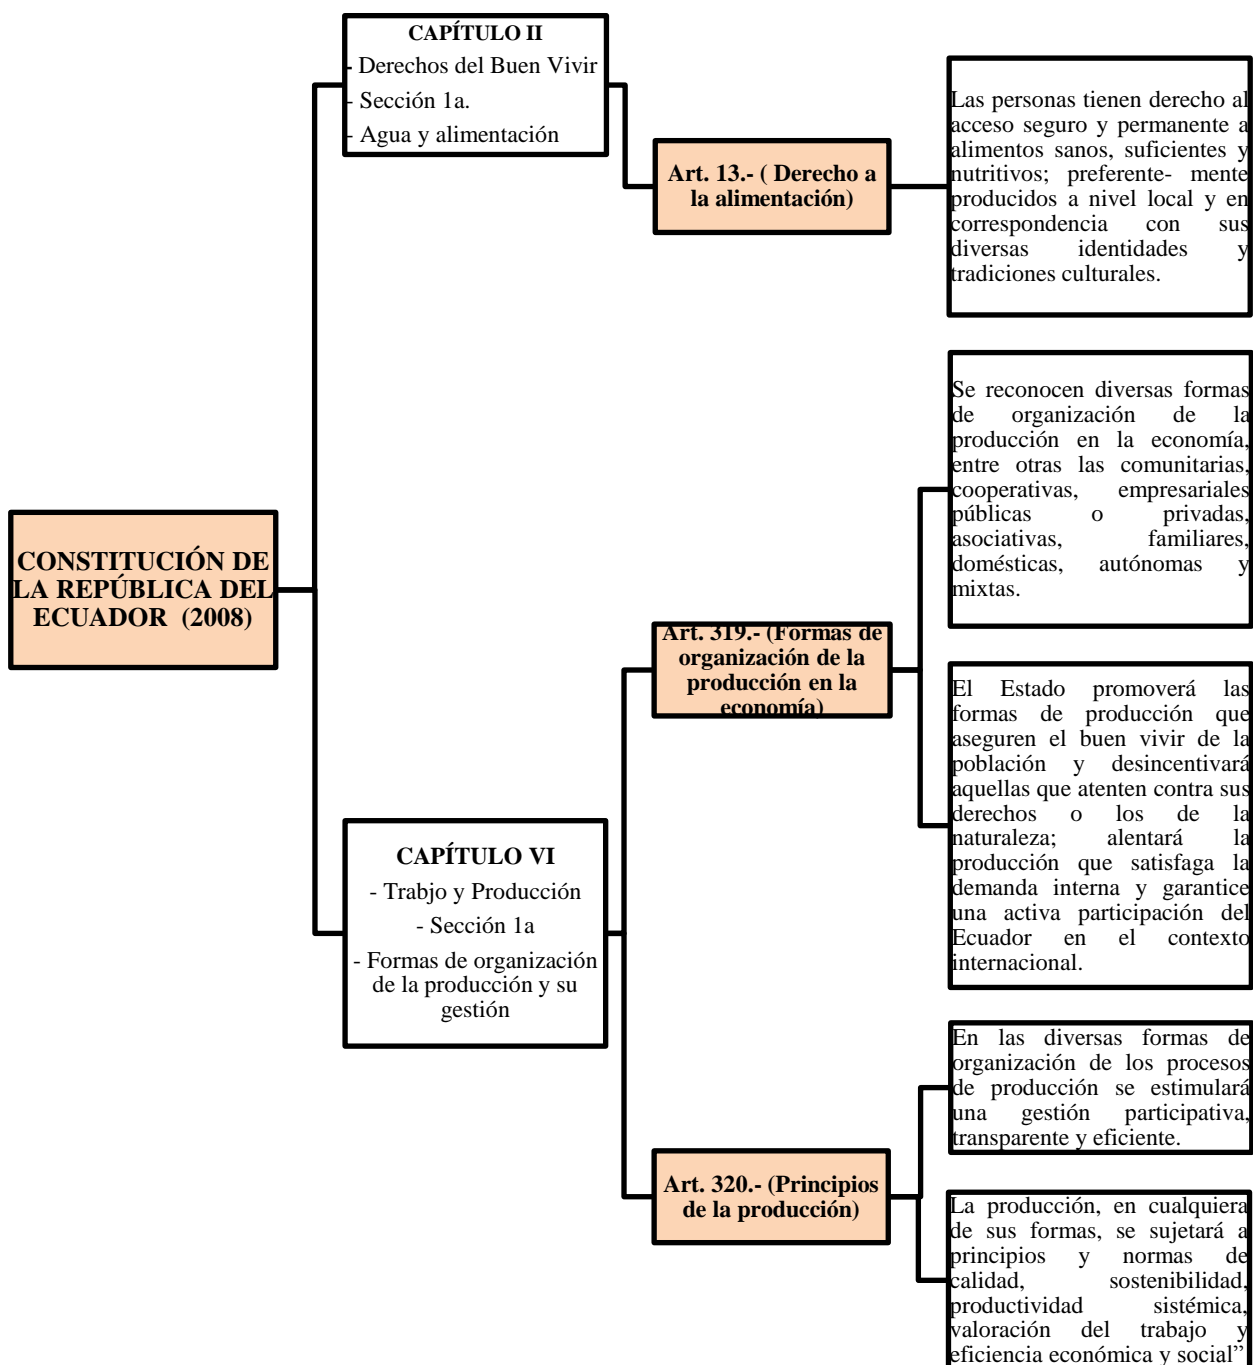 CAPÍTULO II
- Derechos del Buen Vivir
- Sección 1a.
- Agua y alimentación
Art. 13.- ( Derecho a
la alimentación)
Las personas tienen derecho al
acceso seguro y permanente a
alimentos sanos, suficientes y
nutritivos; preferente- mente
producidos a nivel local y en
correspondencia con sus
diversas identidades y
tradiciones culturales.
CONSTITUCIÓN DE
LA REPÚBLICA DEL
ECUADOR (2008)
CAPÍTULO VI
- Trabjo y Producción
- Sección 1a
- Formas de organización
de la producción y su
gestión
Art. 319.- (Formas de
organización de la
producción en la
economía)
Se reconocen diversas formas
de organización de la
producción en la economía,
entre otras las comunitarias,
cooperativas, empresariales
públicas o privadas,
asociativas, familiares,
domésticas, autónomas y
mixtas.
El Estado promoverá las
formas de producción que
aseguren el buen vivir de la
población y desincentivará
aquellas que atenten contra sus
derechos o los de la
naturaleza; alentará la
producción que satisfaga la
demanda interna y garantice
una activa participación del
Ecuador en el contexto
internacional.
Art. 320.- (Principios
de la producción)
En las diversas formas de
organización de los procesos
de producción se estimulará
una gestión participativa,
transparente y eficiente.
La producción, en cualquiera
de sus formas, se sujetará a
principios y normas de
calidad, sostenibilidad,
productividad sistémica,
valoración del trabajo y
eficiencia económica y social”